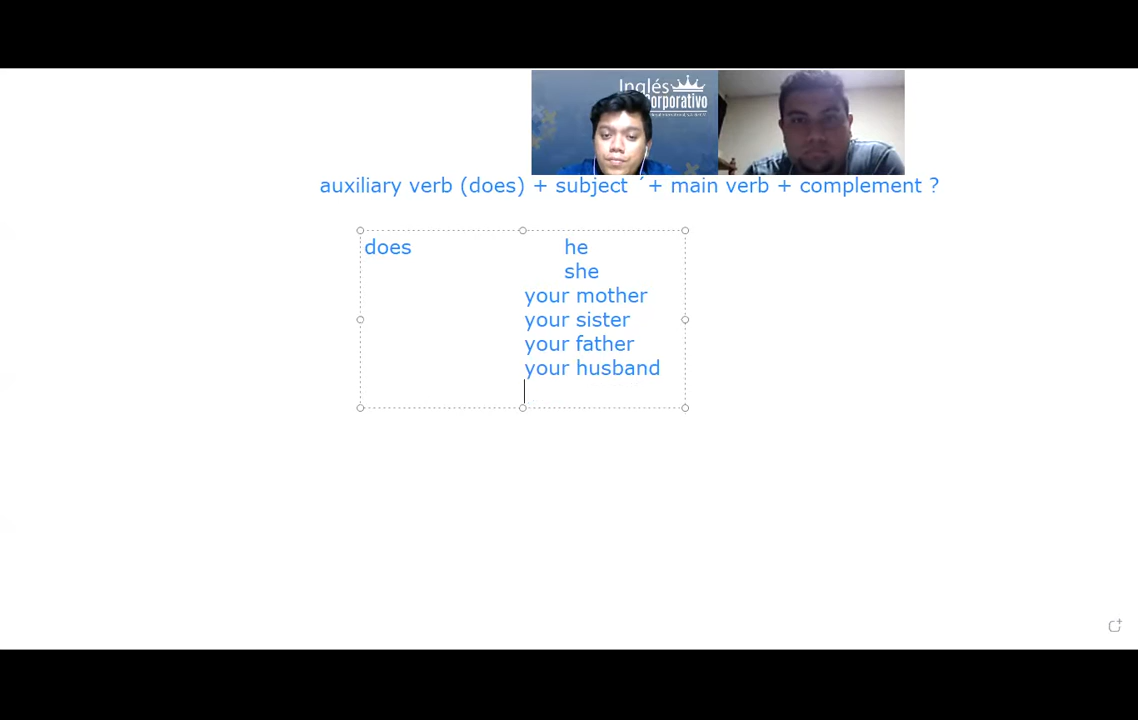 Inglés
Corporativo
auxiliary verb (does) + subject ´+ main verb + complement ?
does he
she
your mother
your sister
your father
your husband